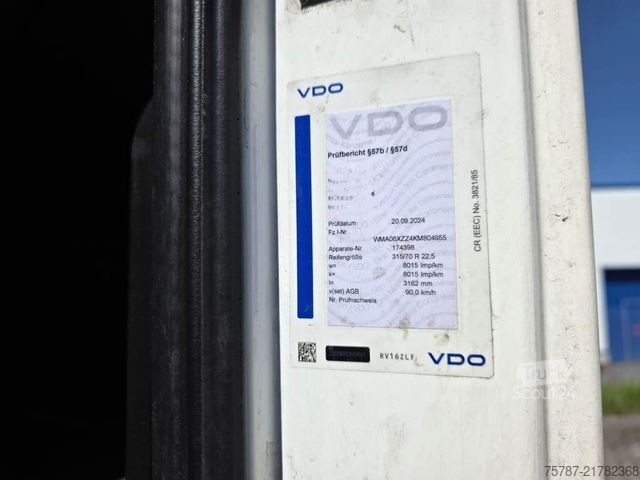 VDO
VDO
Prüfbericht §57b / §57d
Prüfdatum 20.09.2024
Fz.I-Nr.
WMA06XZZ4KM804955
Apparate-Nr. 174398
Reifengröße 315/70 R 22,5
w= 8015 Imp/km
k= 8015 Imp/km
l= 3162 mm
v(set) AGB 90,0 km/h
Nr. Prüfnachweis
CR (EEC) No. 3821/85
RV16ZLF VDO
Truck
Scout24
75787-21782368